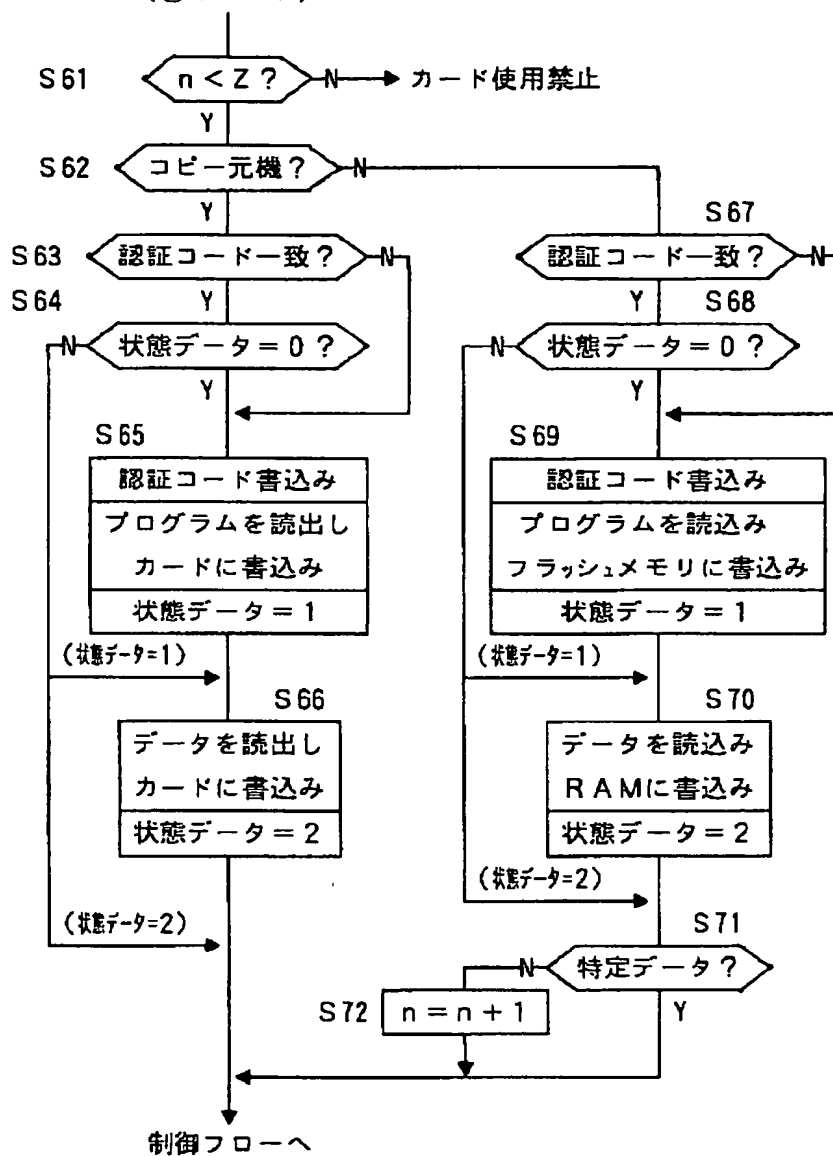 S61
n<Z?
N
カード使用禁止
Y
S62
コピー元機?
N
Y
S63
認証コード一致?
N
Y
S64
状態データ=0?
N
Y
S65
認証コード書込み
プログラムを読出し
カードに書込み
状態データ=1
(状態データ=1)
S66
データを読出し
カードに書込み
状態データ=2
(状態データ=2)
S67
認証コード一致?
N
Y
S68
状態データ=0?
N
Y
S69
認証コード書込み
プログラムを読込み
フラッシュメモリに書込み
状態データ=1
(状態データ=1)
S70
データを読込み
RAMに書込み
状態データ=2
(状態データ=2)
S71
特定データ?
N
Y
S72
n=n+1
制御フローへ